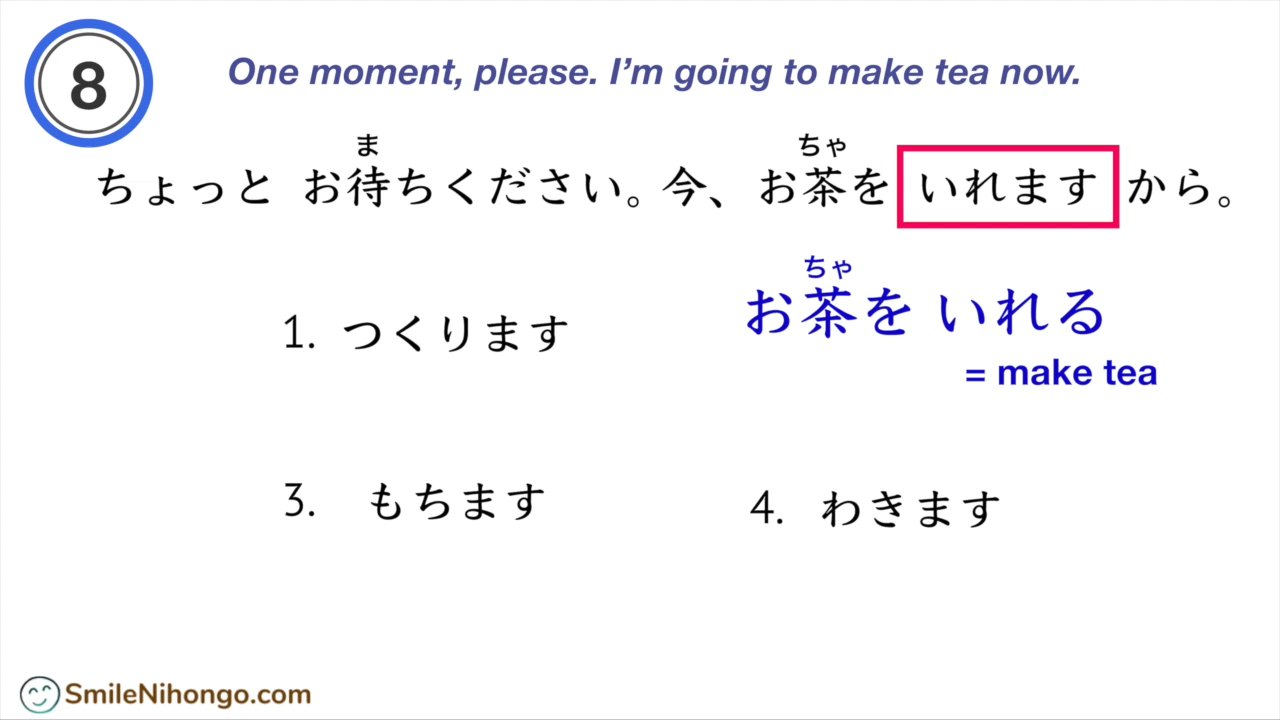 8
One moment, please. I'm going to make tea now.
ま ちゃ
ちょっと お待ちください。今、お茶を いれます から。
ちゃ
1. つくります お茶を いれる
= make tea
3. もちます 4. わきます
SmileNihongo.com